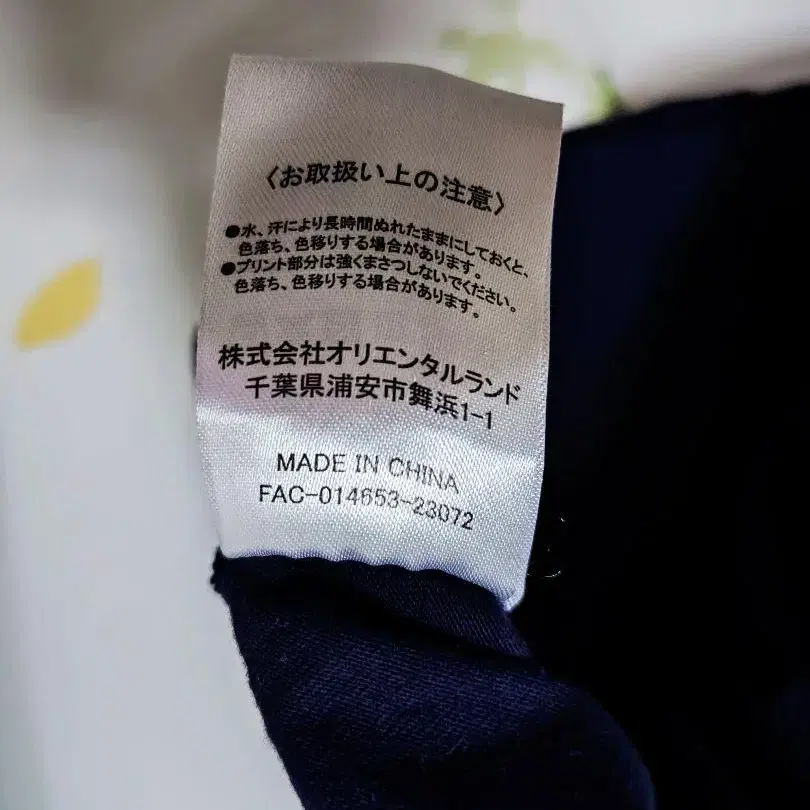 〈お取扱い上の注意〉
●水、汗により長時間ぬれたままにしておくと、
色落ち、色移りする場合があります。
●プリント部分は強くまさつしないでください。
色落ち、色移りする場合があります。
株式会社オリエンタルランド
千葉県浦安市舞浜1-1
MADE IN CHINA
FAC-014653-23072